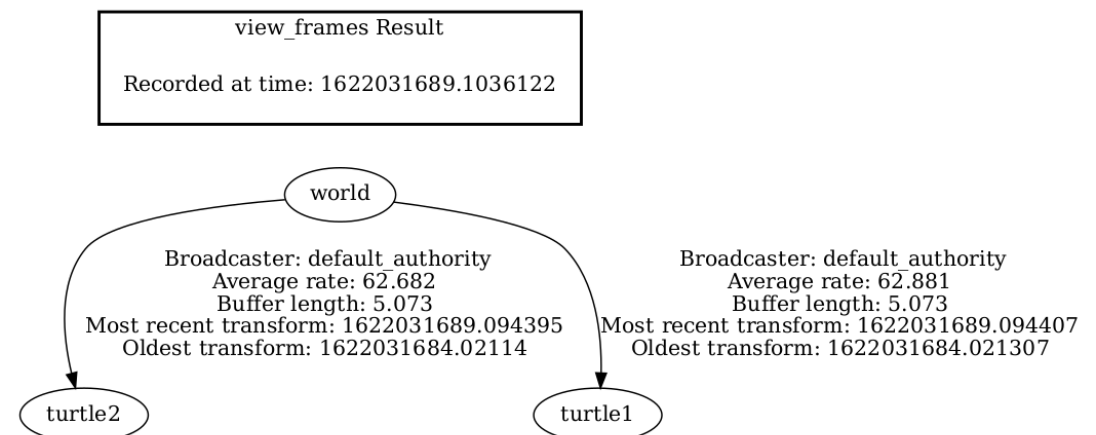 view_frames Result
Recorded at time: 1622031689.1036122
world
Broadcaster: default_authority
Average rate: 62.682
Buffer length: 5.073
Most recent transform: 1622031689.094395
Oldest transform: 1622031684.02114
Broadcaster: default_authority
Average rate: 62.881
Buffer length: 5.073
Most recent transform: 1622031689.094407
Oldest transform: 1622031684.021307
turtle2
turtle1